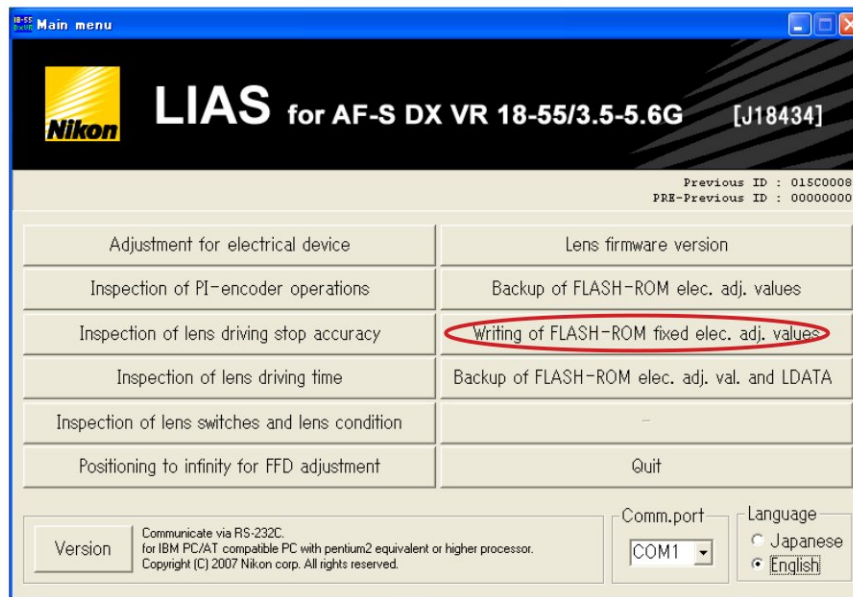 18-55
DXVR
Main menu
Nikon
LIAS for AF-S DX VR 18-55/3.5-5.6G [J18434]
Previous ID : 015C0008
PRE-Previous ID : 00000000
Adjustment for electrical device
Lens firmware version
Inspection of PI-encoder operations
Backup of FLASH-ROM elec. adj. values
Inspection of lens driving stop accuracy
Writing of FLASH-ROM fixed elec. adj. values
Inspection of lens driving time
Backup of FLASH-ROM elec. adj. val. and LDATA
Inspection of lens switches and lens condition
-
Positioning to infinity for FFD adjustment
Quit
Version
Communicate via RS-232C.
for IBM PC/AT compatible PC with pentium2 equivalent or higher processor.
Copyright (C) 2007 Nikon corp. All rights reserved.
Comm.port
COM1
Language
Japanese
English